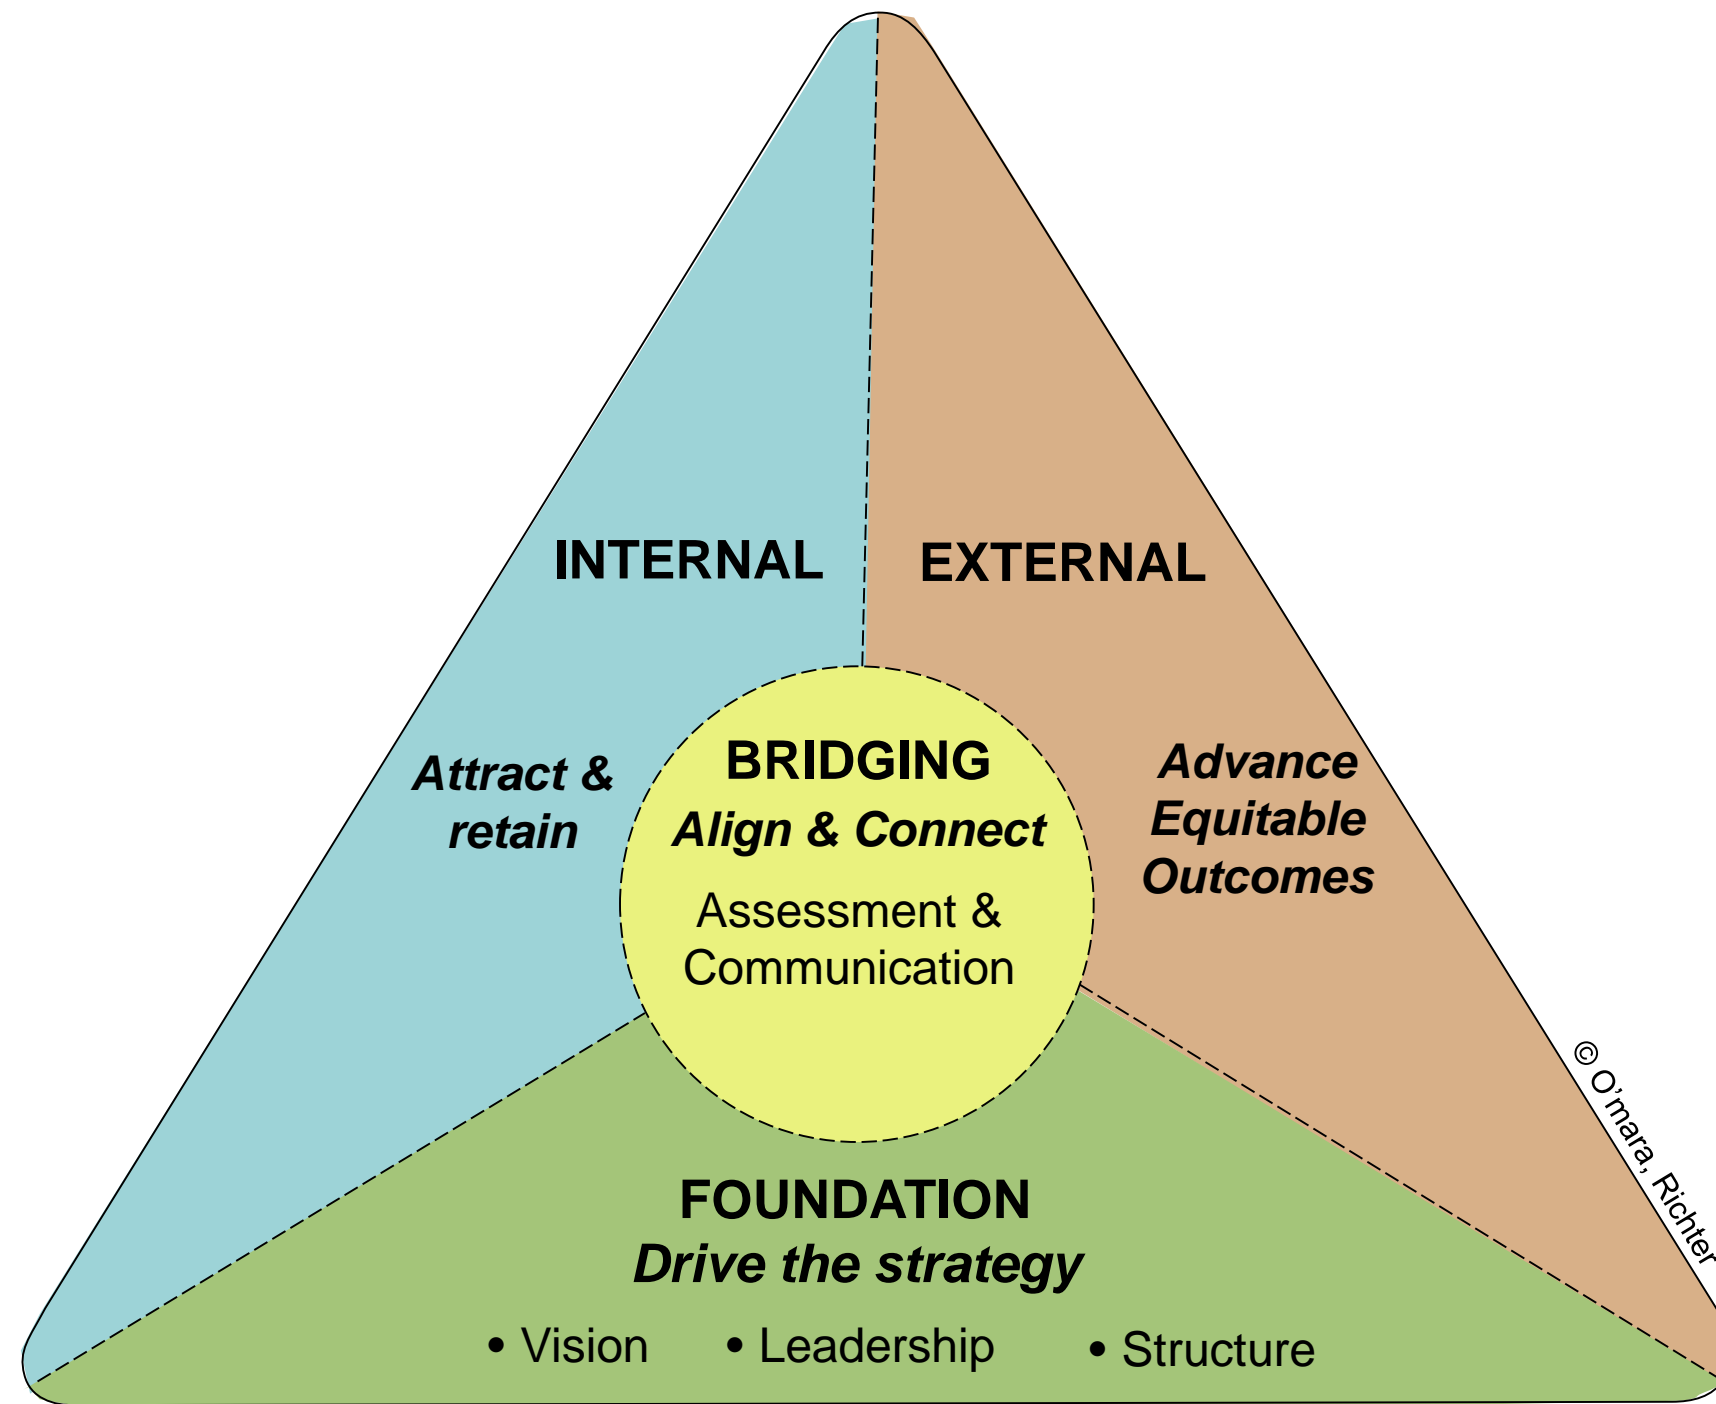 INTERNAL
EXTERNAL
Attract &
retain
BRIDGING
Align & Connect
Assessment &
Communication
Advance
Equitable
Outcomes
FOUNDATION
Drive the strategy
• Vision • Leadership • Structure
© O’mara, Richter